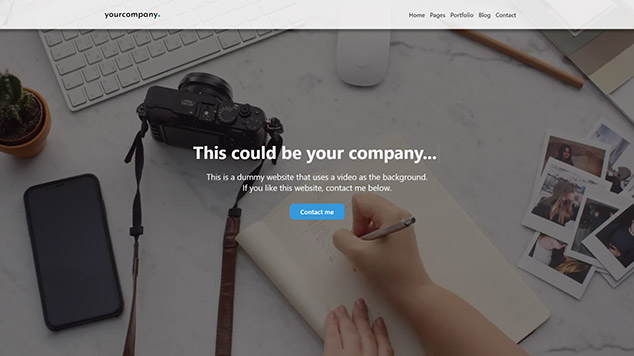 yourcompany.
Home Pages Portfolio Blog Contact
This could be your company...
This is a dummy website that uses a video as the background.
If you like this website, contact me below.
Contact me